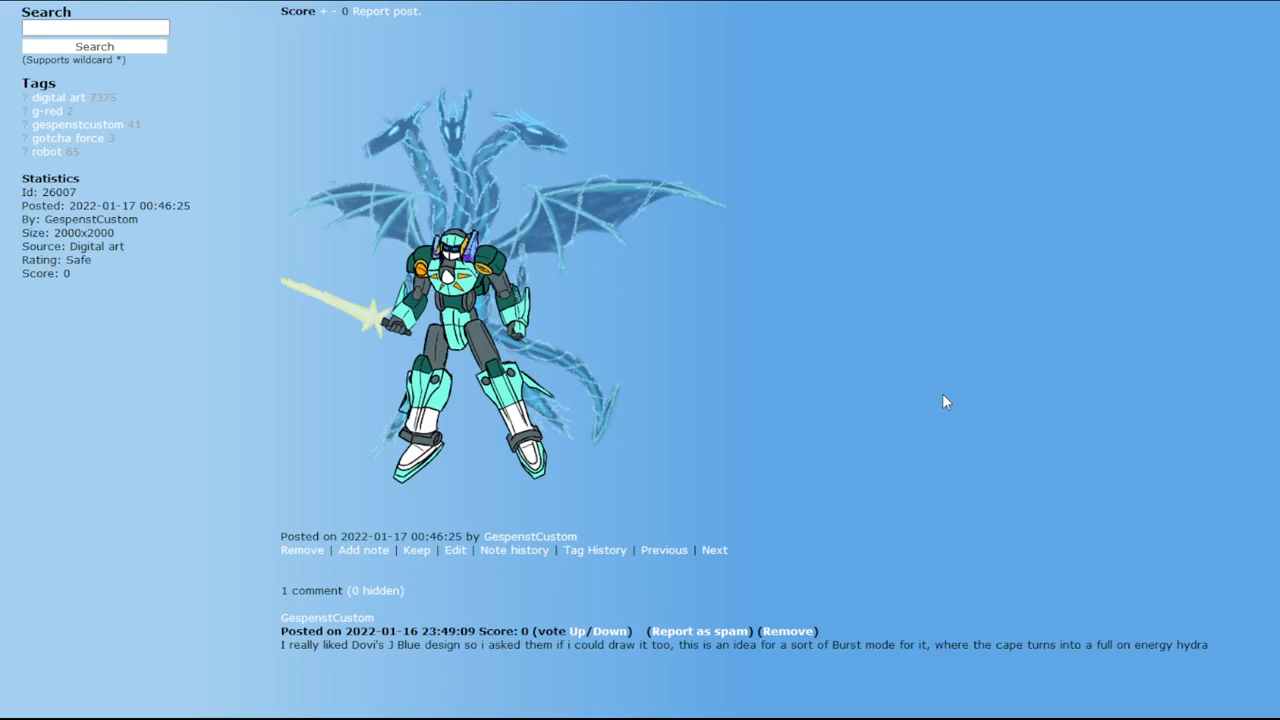 Search
Search
(Supports wildcard *)
Tags
? digital art 7375
? g-red 2
? gespenstcustom 41
? gotcha force 3
? robot 65
Statistics
Id: 26007
Posted: 2022-01-17 00:46:25
By: GespenstCustom
Size: 2000x2000
Source: Digital art
Rating: Safe
Score: 0
Score + - 0 Report post.
Posted on 2022-01-17 00:46:25 by GespenstCustom
Remove | Add note | Keep | Edit | Note history | Tag History | Previous | Next
1 comment (0 hidden)
GespenstCustom
Posted on 2022-01-16 23:49:09 Score: 0 (vote Up/Down) (Report as spam) (Remove)
I really liked Dovi's J Blue design so i asked them if i could draw it too, this is an idea for a sort of Burst mode for it, where the cape turns into a full on energy hydra